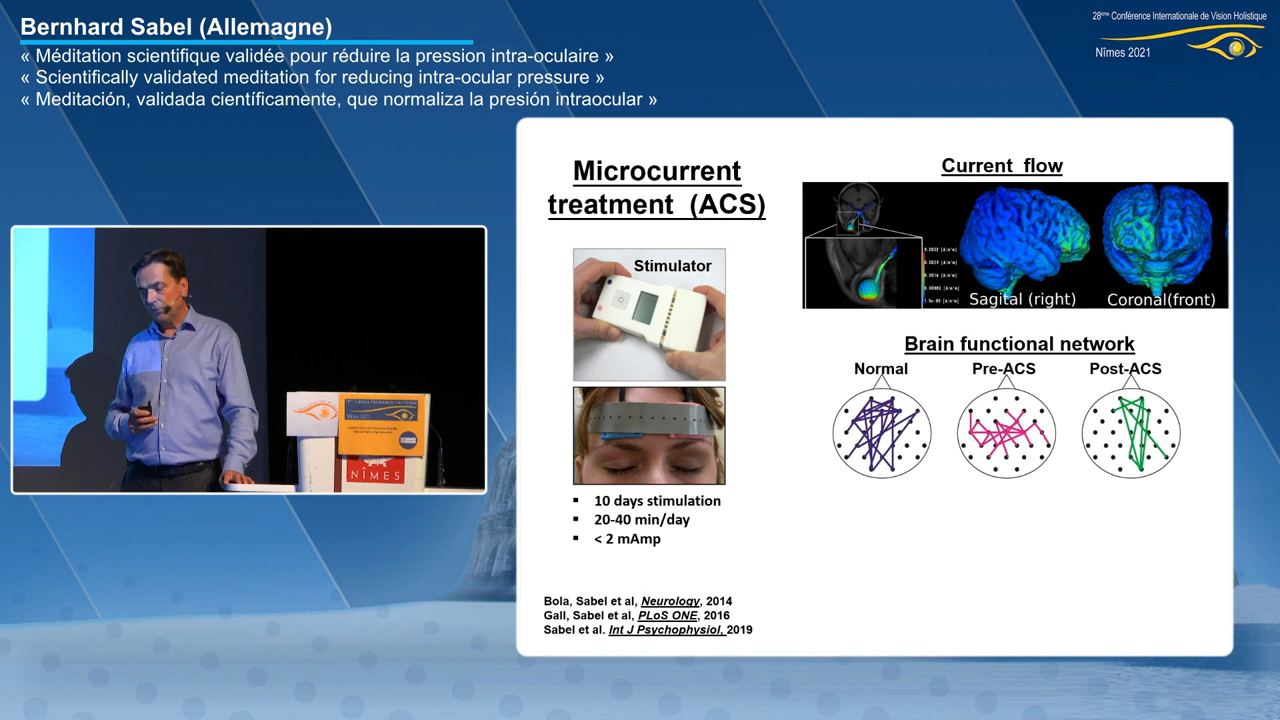 Bernhard Sabel (Allemagne)
« Méditation scientifique validée pour réduire la pression intra-oculaire »
« Scientifically validated meditation for reducing intra-ocular pressure »
« Meditación, validada científicamente, que normaliza la presión intraocular »
28ème Conférence Internationale de Vision Holistique
Nîmes 2021
Microcurrent
treatment (ACS)
Stimulator
▪ 10 days stimulation
▪ 20-40 min/day
▪ < 2 mAmp
Bola, Sabel et al, Neurology, 2014
Gall, Sabel et al, PLoS ONE, 2016
Sabel et al. Int J Psychophysiol, 2019
Current flow
Sagital (right)
Coronal(front)
Brain functional network
Normal
Pre-ACS
Post-ACS
Nîmes 2021
NÎMES